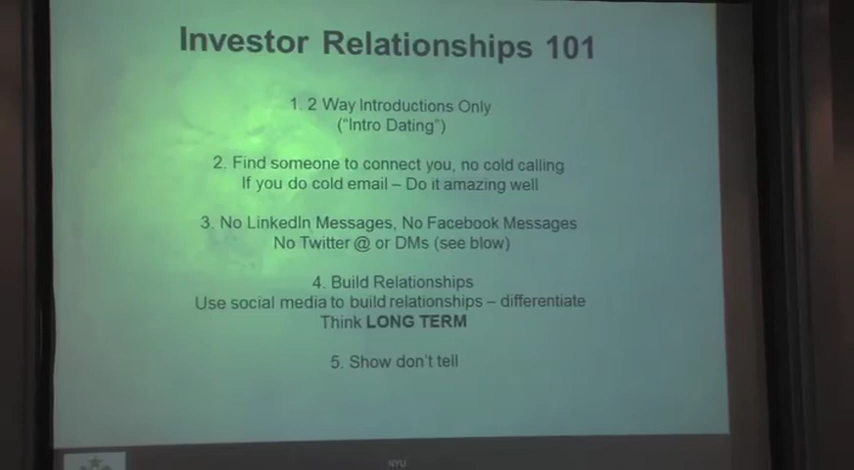 Investor Relationships 101
1. 2 Way Introductions Only
("Intro Dating")
2. Find someone to connect you, no cold calling
If you do cold email – Do it amazing well
3. No LinkedIn Messages, No Facebook Messages
No Twitter @ or DMs (see blow)
4. Build Relationships
Use social media to build relationships – differentiate
Think LONG TERM
5. Show don't tell
NYU